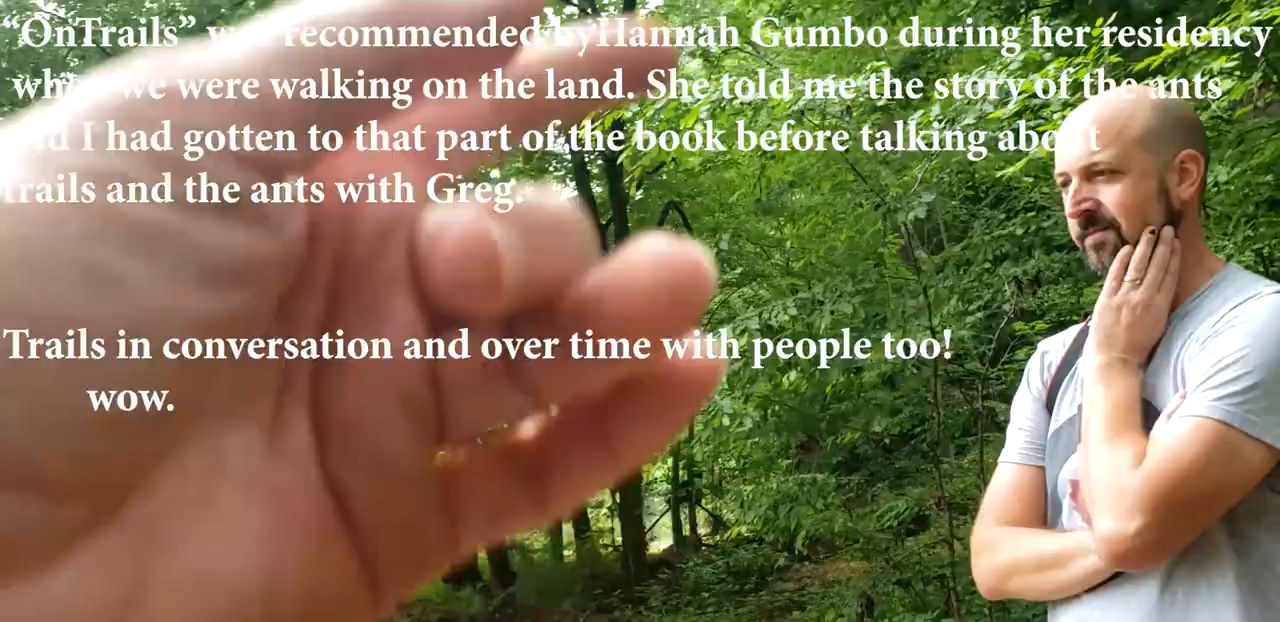 “OnTrails” was recommended byHannah Gumbo during her residency
when we were walking on the land. She told me the story of the ants
and I had gotten to that part of the book before talking about
trails and the ants with Greg.
Trails in conversation and over time with people too!
wow.